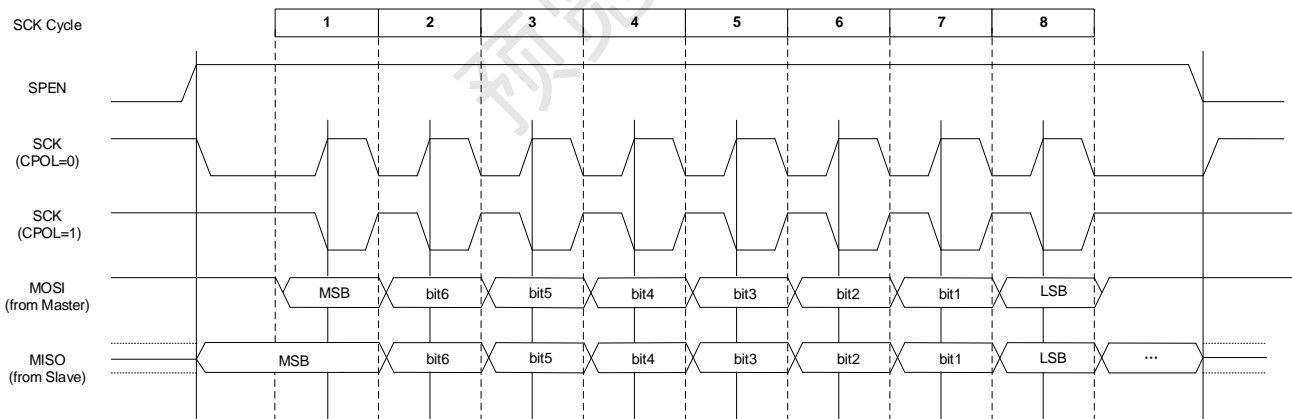 SCK Cycle 1 2 3 4 5 6 7 8
SPEN
SCK
(CPOL=0)
SCK
(CPOL=1)
MOSI
(from Master)
MSB bit6 bit5 bit4 bit3 bit2 bit1 LSB
MISO
(from Slave)
MSB bit6 bit5 bit4 bit3 bit2 bit1 LSB ...
预